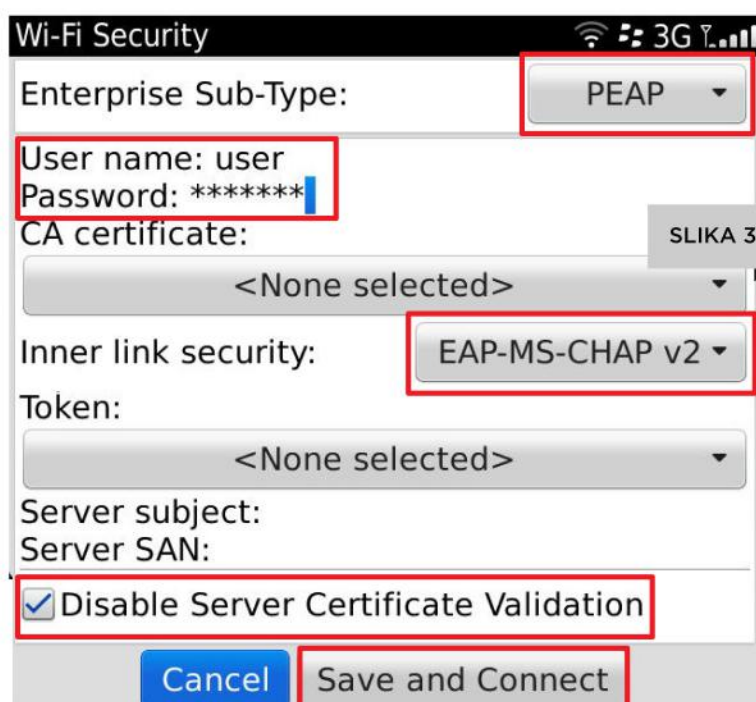 Wi-Fi Security 3G
Enterprise Sub-Type: PEAP
User name: user
Password: *******
CA certificate:
SLIKA 3
<None selected>
Inner link security: EAP-MS-CHAP v2
Token:
<None selected>
Server subject:
Server SAN:
Disable Server Certificate Validation
Cancel Save and Connect